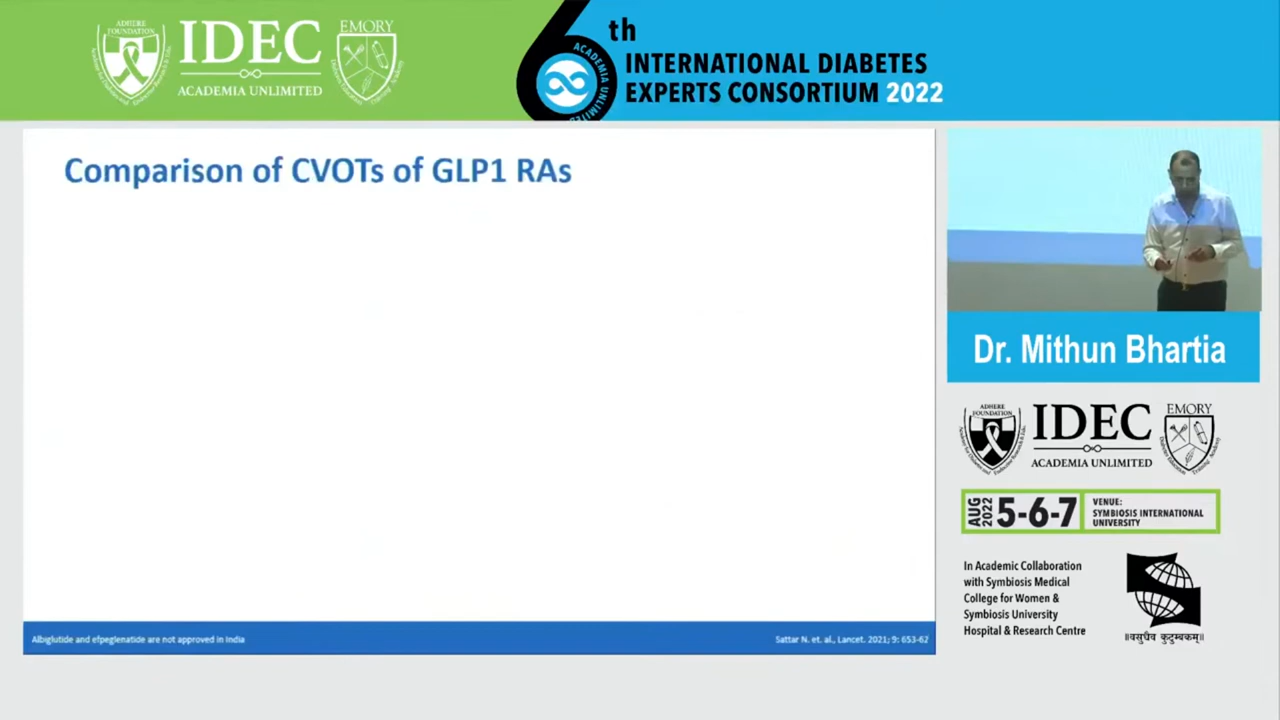 ADHERE
FOUNDATION
IDEC
ACADEMIA UNLIMITED
EMORY
6th
ACADEMIA UNLIMITED
INTERNATIONAL DIABETES
EXPERTS CONSORTIUM 2022
Comparison of CVOTs of GLP1 RAs
Albiglutide and efpeglenatide are not approved in India
Sattar N. et. al., Lancet. 2021; 9: 653-62
Dr. Mithun Bhartia
ADHERE
FOUNDATION
IDEC
ACADEMIA UNLIMITED
EMORY
AUG
2022
5-6-7
VENUE:
SYMBIOSIS INTERNATIONAL
UNIVERSITY
In Academic Collaboration
with Symbiosis Medical
College for Women &
Symbiosis University
Hospital & Research Centre
॥वसुधैव कुटुम्बकम्॥